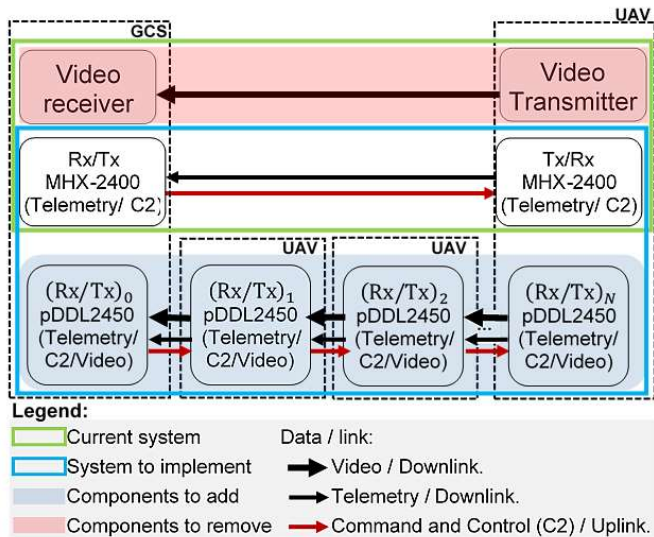 UAV
GCS
Video
receiver
Video
Transmitter
Rx/Tx
MHX-2400
(Telemetry/ C2)
Tx/Rx
MHX-2400
(Telemetry/ C2)
UAV
UAV
(Rx/Tx)₀
pDDL2450
(Telemetry/
C2/Video)
(Rx/Tx)₁
pDDL2450
(Telemetry/
C2/Video)
(Rx/Tx)₂
pDDL2450
(Telemetry/
C2/Video)
...
(Rx/Tx)_N
pDDL2450
(Telemetry/
C2/Video)
Legend:
Current system
Data / link:
System to implement
Video / Downlink.
Components to add
Telemetry / Downlink.
Components to remove
Command and Control (C2) / Uplink.